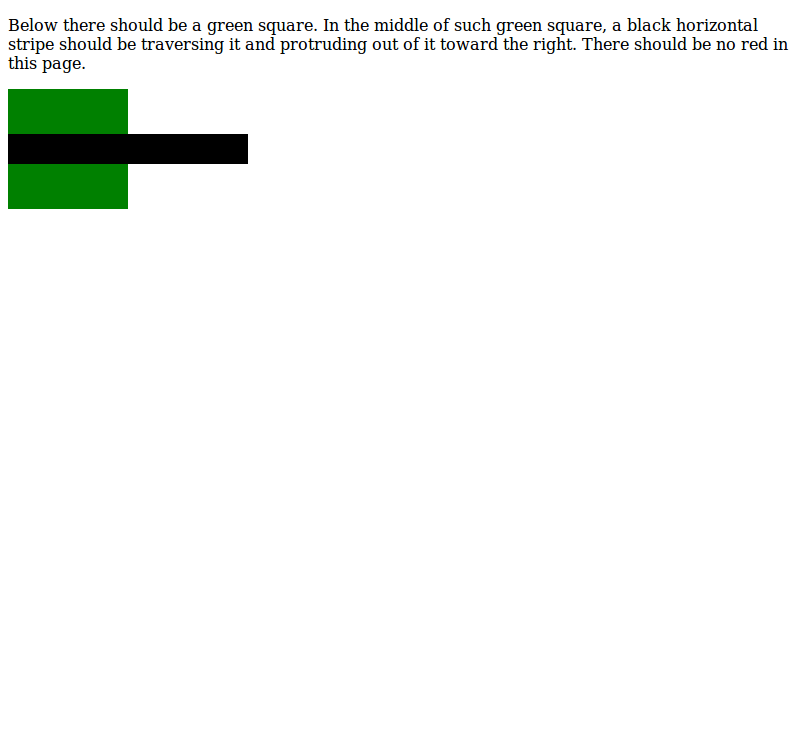 Below there should be a green square. In the middle of such green square, a black horizontal
stripe should be traversing it and protruding out of it toward the right. There should be no red in
this page.